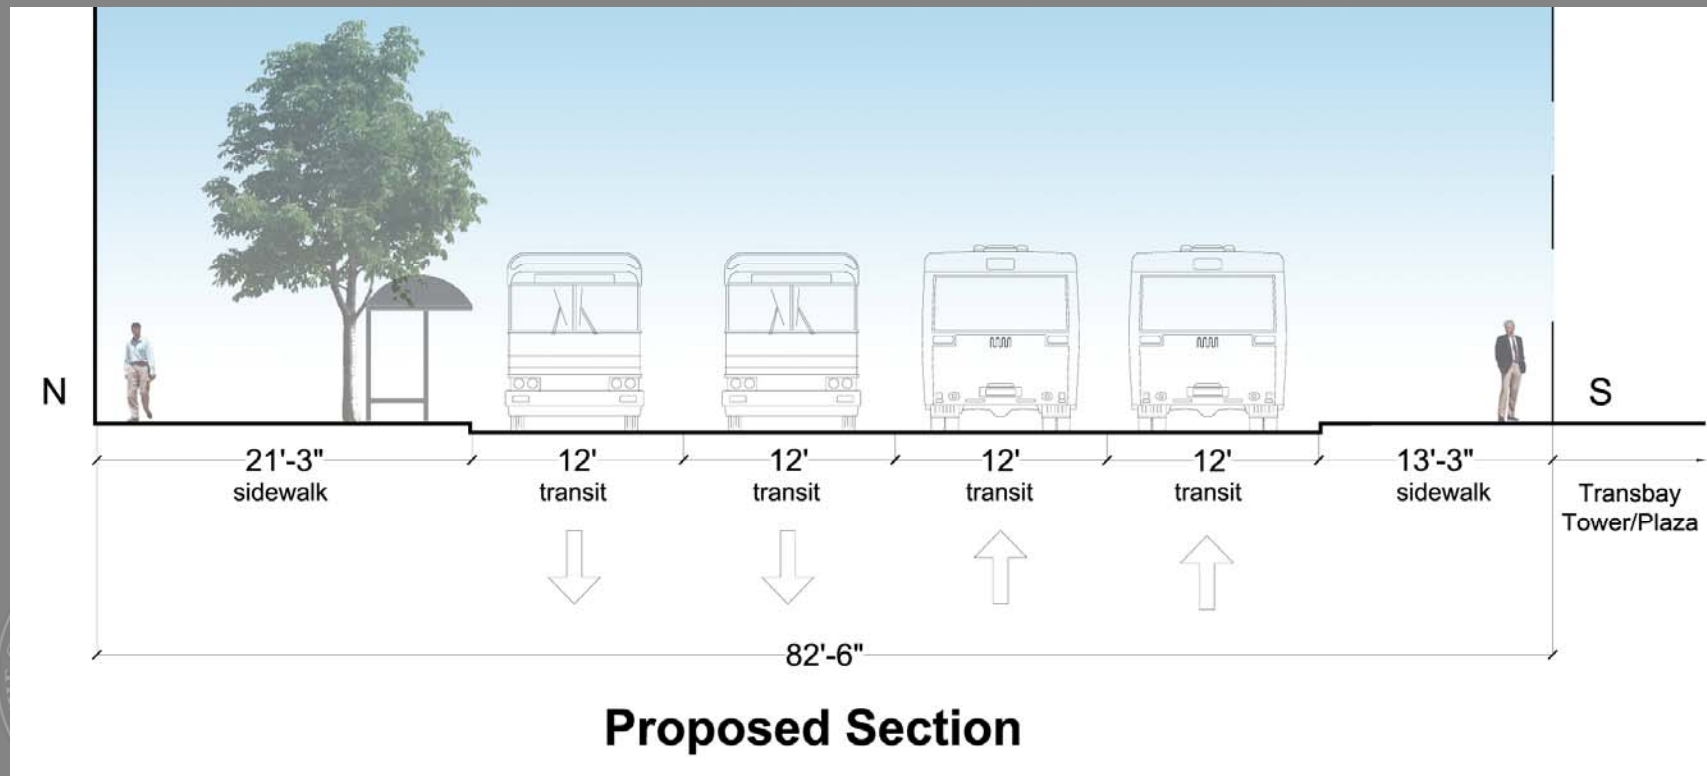 N
S
21'-3"
12'
12'
12'
12'
13'-3"
sidewalk
transit
transit
transit
transit
sidewalk
Transbay
Tower/Plaza
82'-6"
Proposed Section